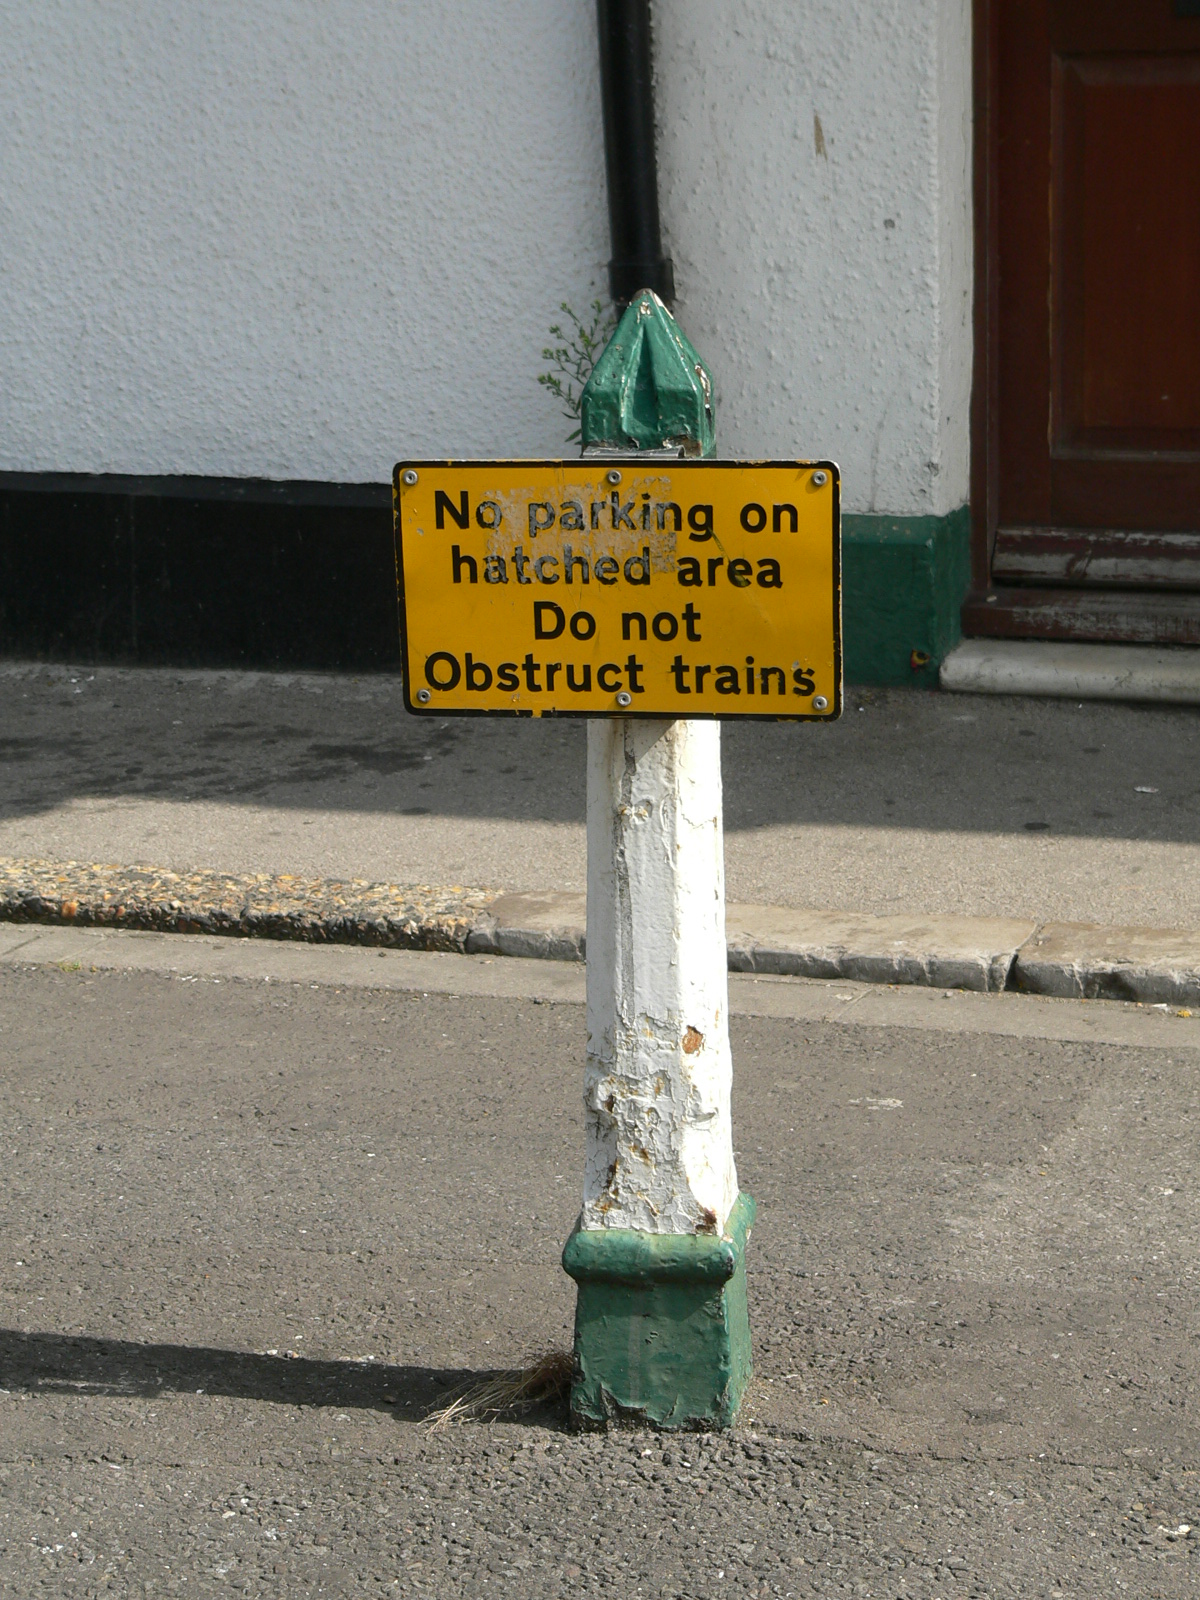 No parking on
hatched area
Do not
Obstruct trains